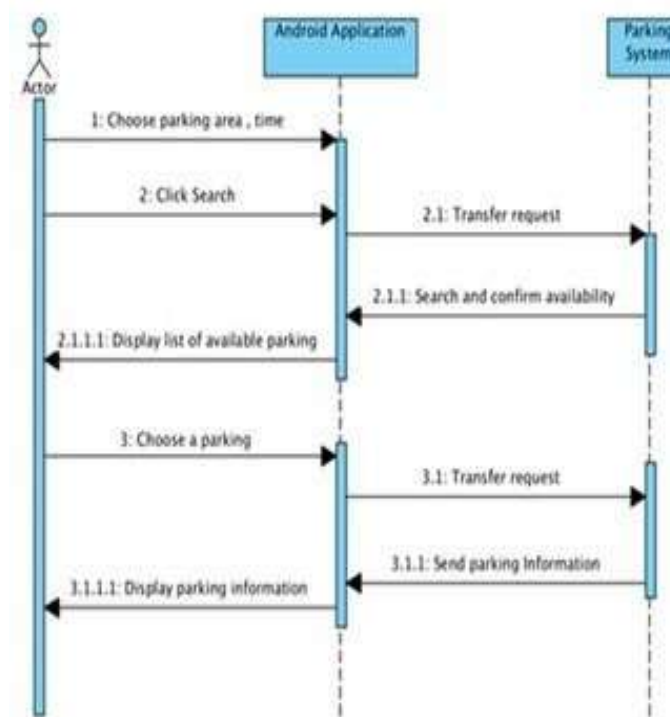 Android Application
Parking
System
Actor
1: Choose parking area , time
2: Click Search
2.1: Transfer request
2.1.1: Search and confirm availability
2.1.1.1: Display list of available parking
3: Choose a parking
3.1: Transfer request
3.1.1: Send parking Information
3.1.1.1: Display parking information